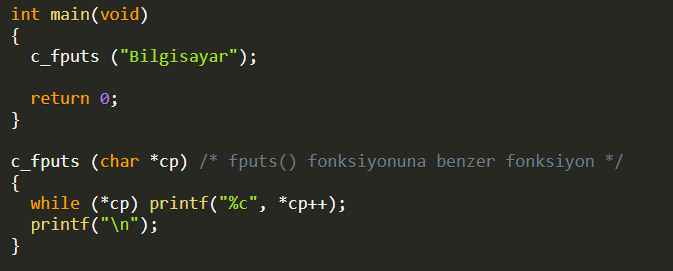 int main(void)
{
  c_fputs ("Bilgisayar");
  return 0;
}
c_fputs (char *cp) /* fputs() fonksiyonuna benzer fonksiyon */
{
  while (*cp) printf("%c", *cp++);
  printf("\n");
}